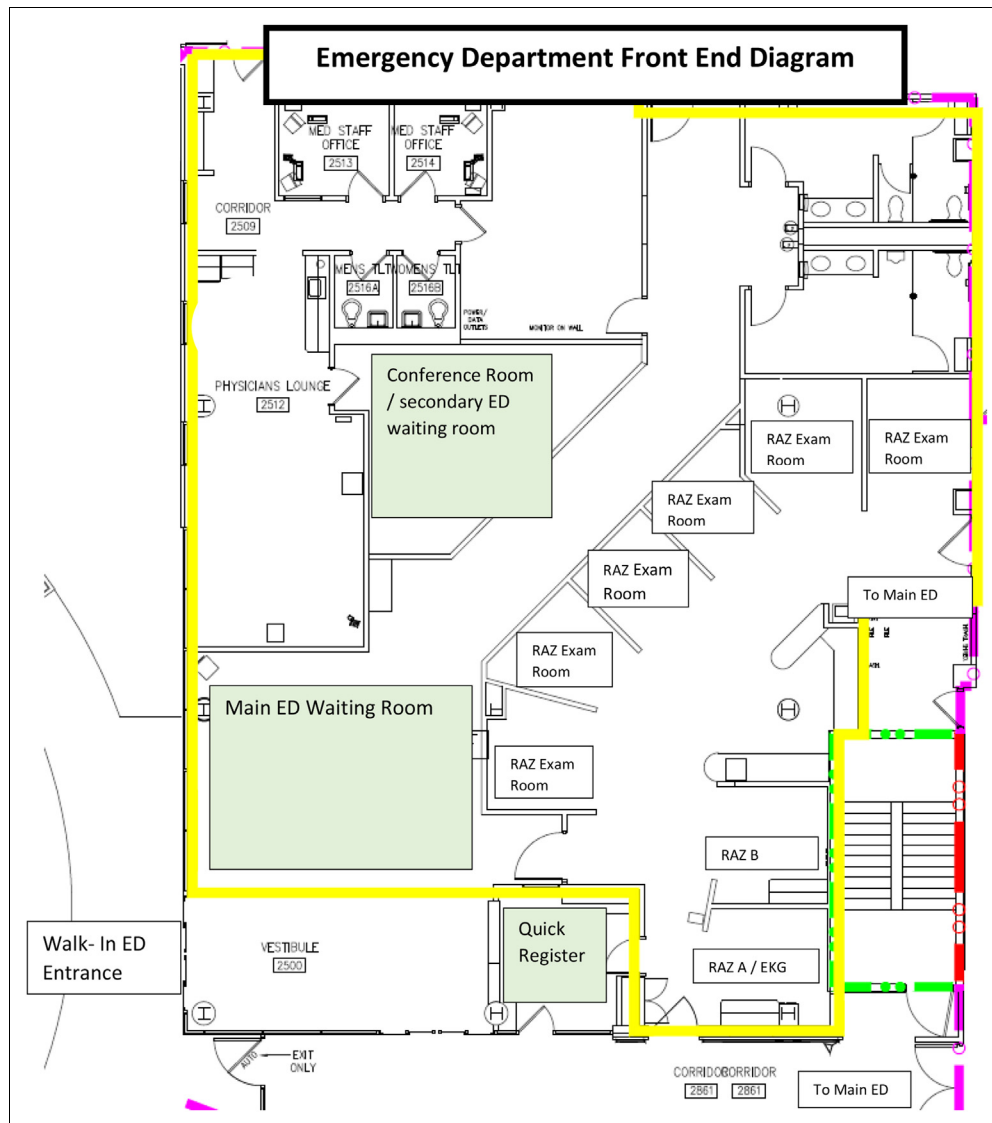 Emergency Department Front End Diagram
MED STAFF
OFFICE
2513
MED STAFF
OFFICE
2514
CORRIDOR
2509
MENS TLT
2516A
WOMENS TLT
2516B
POWER/
DATA
OUTLETS
MONITOR ON WALL
PHYSICIANS LOUNGE
2512
Conference Room
/ secondary ED
waiting room
RAZ Exam
Room
RAZ Exam
Room
RAZ Exam
Room
RAZ Exam
Room
To Main ED
RAZ Exam
Room
Main ED Waiting Room
RAZ Exam
Room
RAZ B
Walk- In ED
Entrance
VESTIBULE
2500
Quick
Register
RAZ A / EKG
AUTO
EXIT
ONLY
CORRIDOR
2861
CORRIDOR
2861
To Main ED